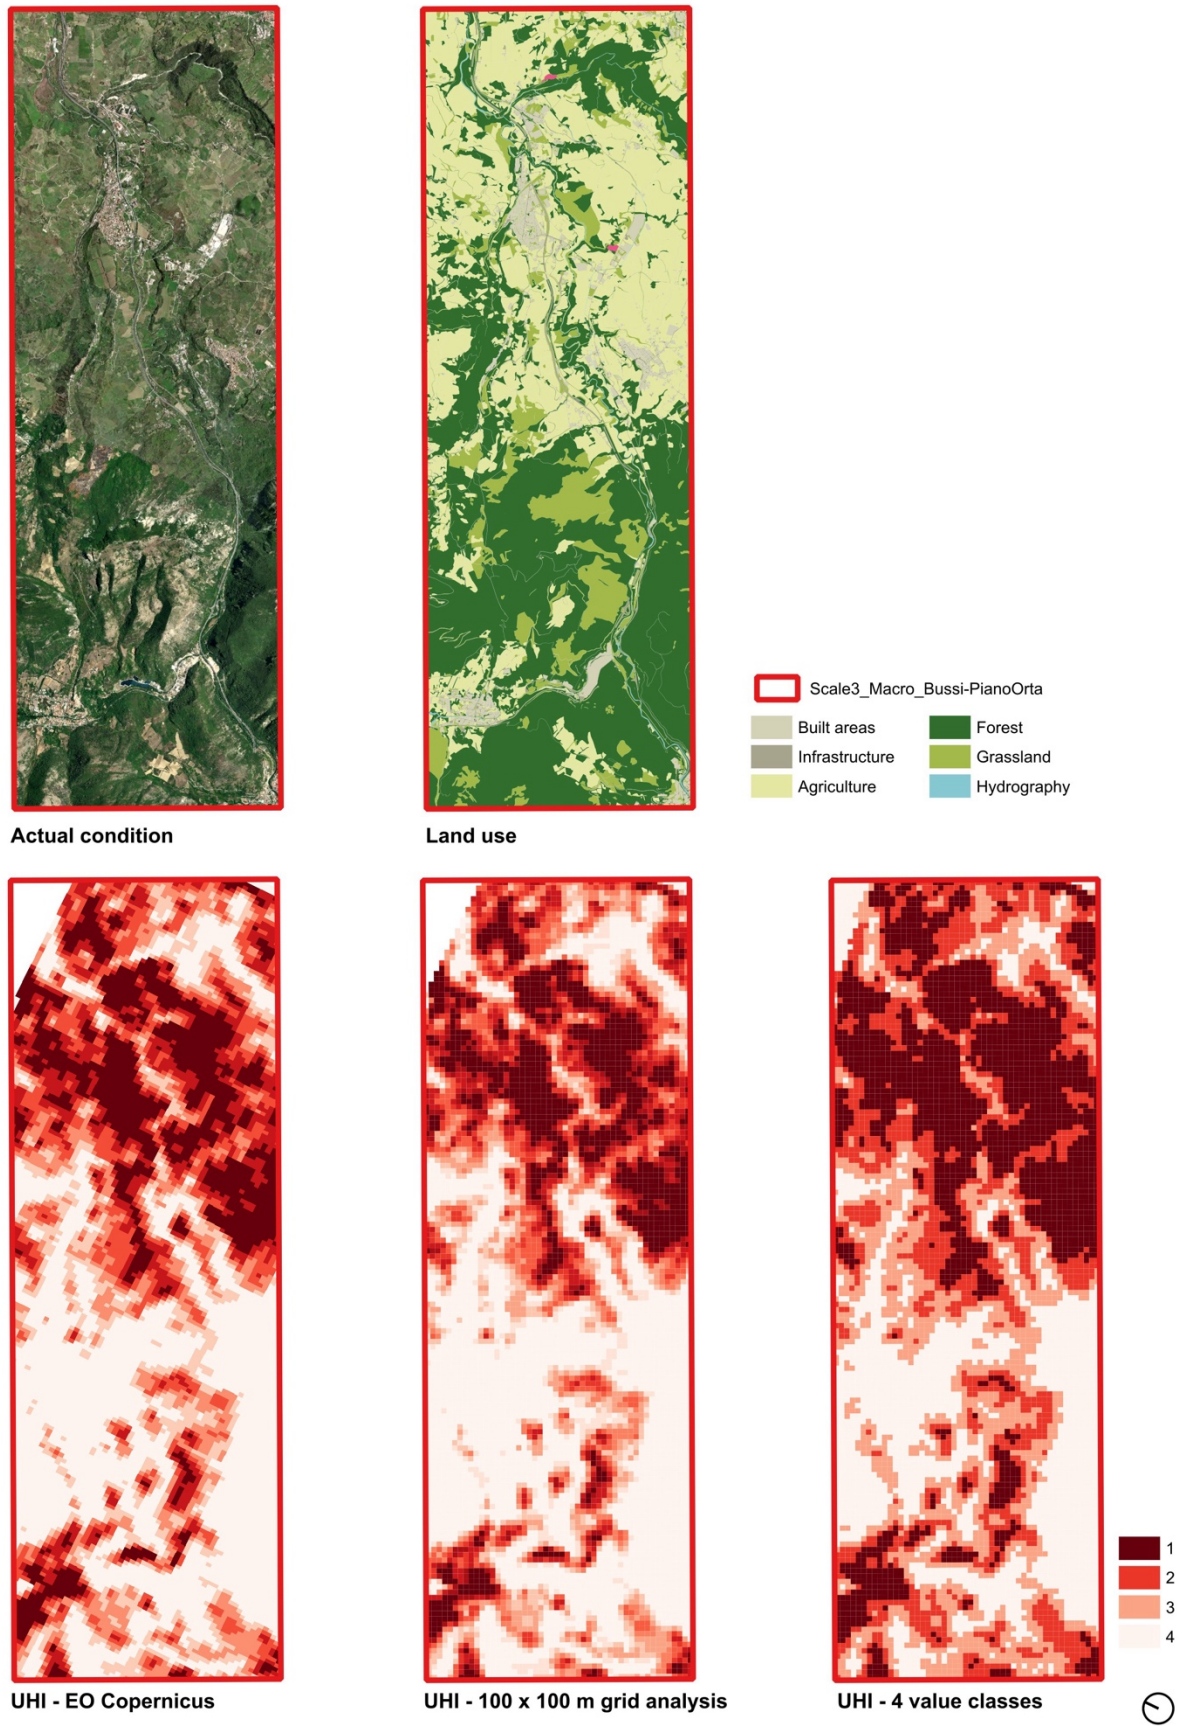 Scale3_Macro_Bussi-PianoOrta
Built areas
Forest
Infrastructure
Grassland
Agriculture
Hydrography
Actual condition
Land use
1
2
3
4
UHI - EO Copernicus
UHI - 100 x 100 m grid analysis
UHI - 4 value classes